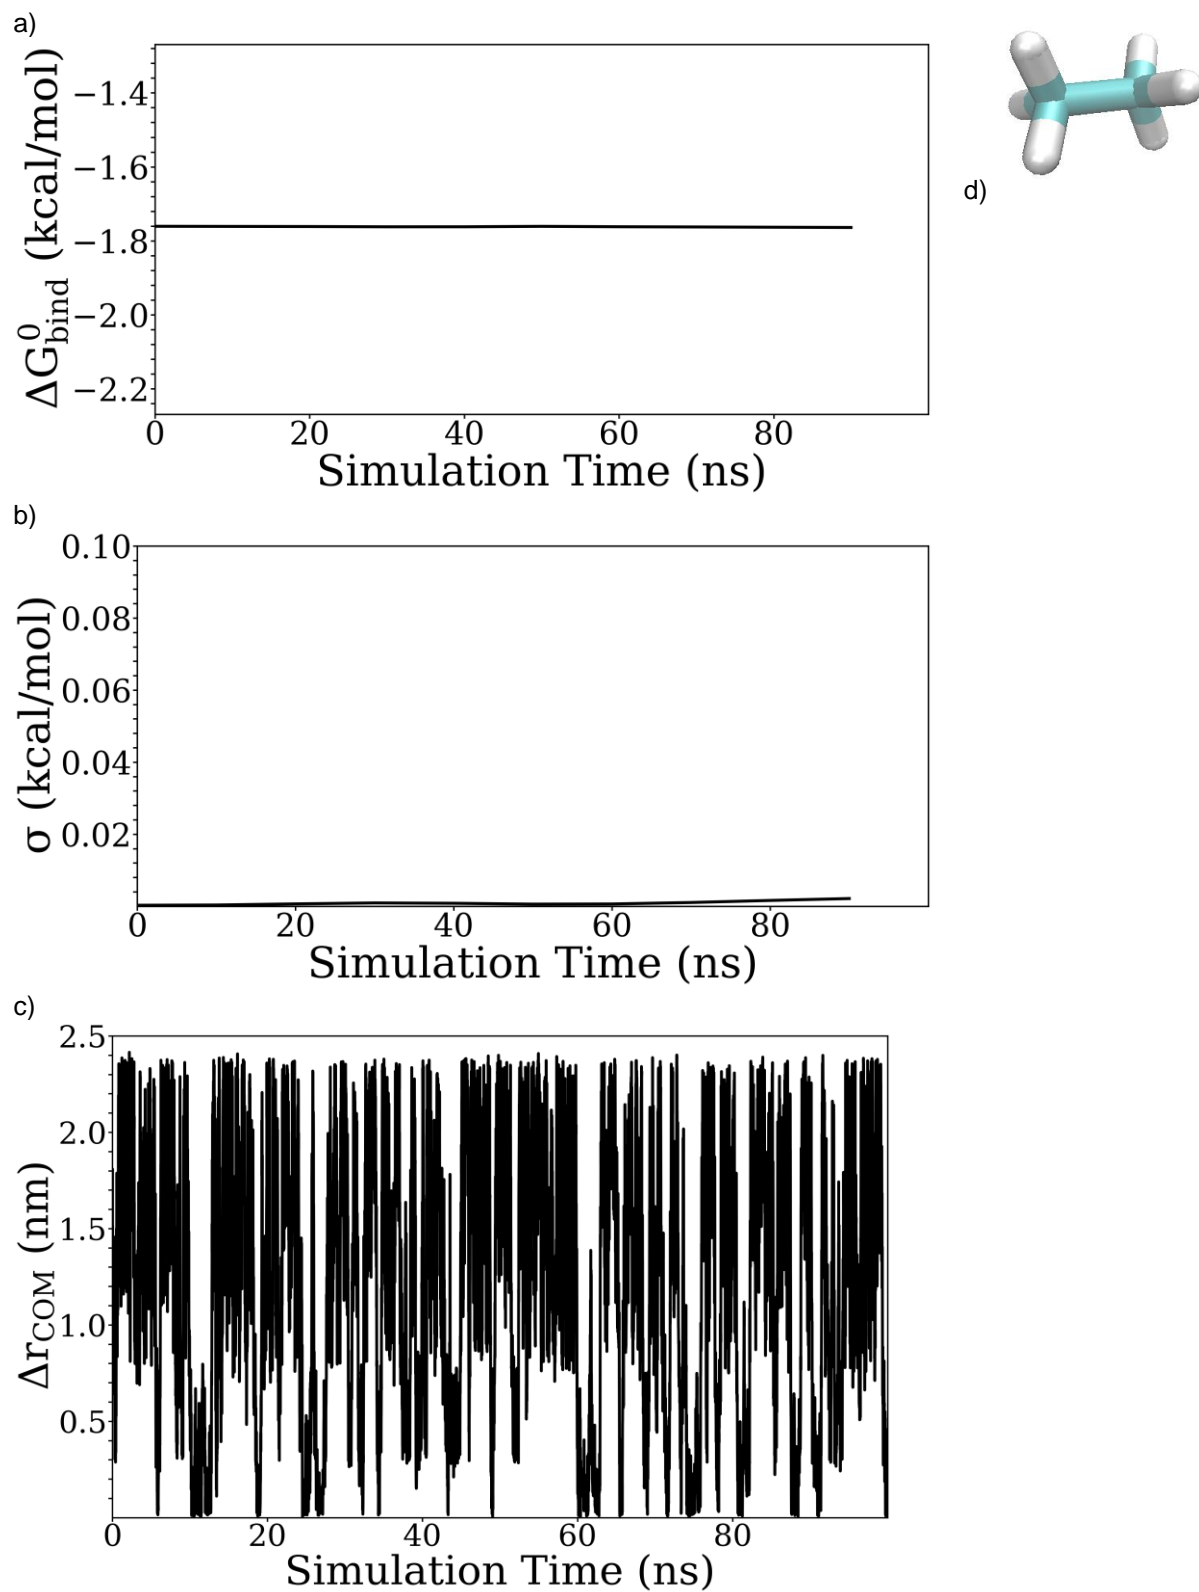 a)
−1.4
−1.6
−1.8
−2.0
−2.2
ΔG⁰bind (kcal/mol)
0 20 40 60 80
Simulation Time (ns)
d)
b)
0.10
0.08
0.06
0.04
0.02
σ (kcal/mol)
0 20 40 60 80
Simulation Time (ns)
c)
2.5
2.0
1.5
1.0
0.5
ΔrCOM (nm)
0 20 40 60 80
Simulation Time (ns)